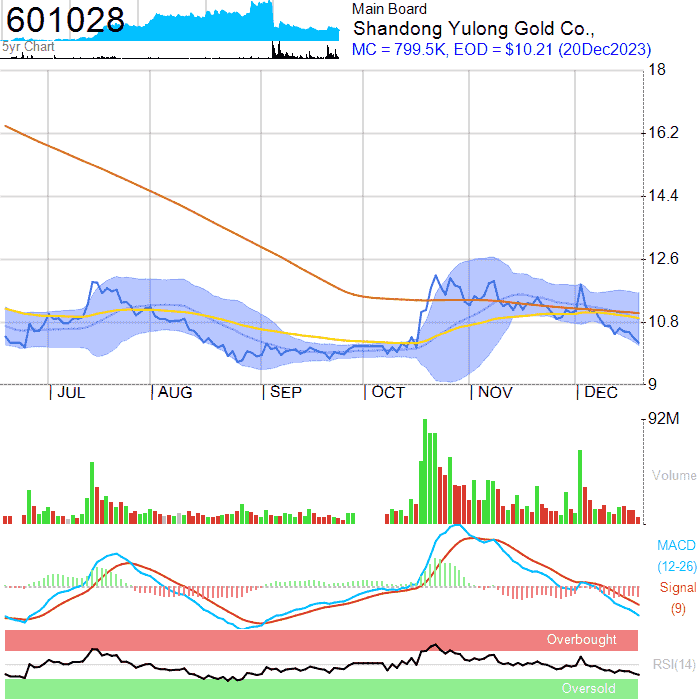 601028
5yr Chart
Main Board
Shandong Yulong Gold Co.,
MC = 799.5K, EOD = $10.21 (20Dec2023)
18
16.2
14.4
12.6
10.8
9
JUL AUG SEP OCT NOV DEC
92M
Volume
MACD
(12-26)
Signal
(9)
Overbought
RSI(14)
Oversold